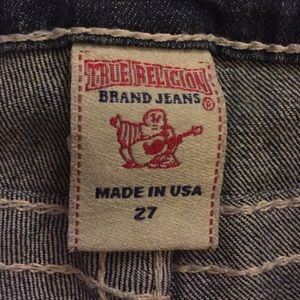 TRUE RELIGION
BRAND JEANS ®
MADE IN USA
27